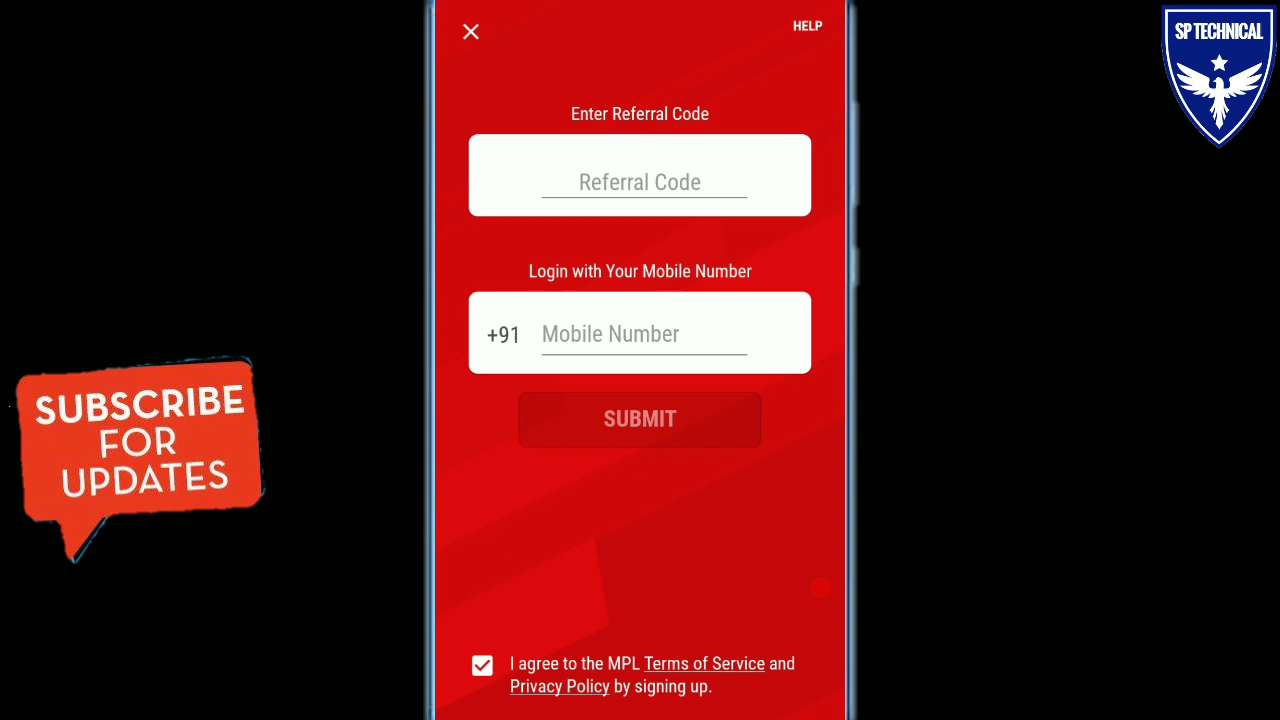 HELP
SP TECHNICAL
Enter Referral Code
Referral Code
Login with Your Mobile Number
+91 Mobile Number
SUBMIT
SUBSCRIBE
FOR
UPDATES
I agree to the MPL Terms of Service and
Privacy Policy by signing up.